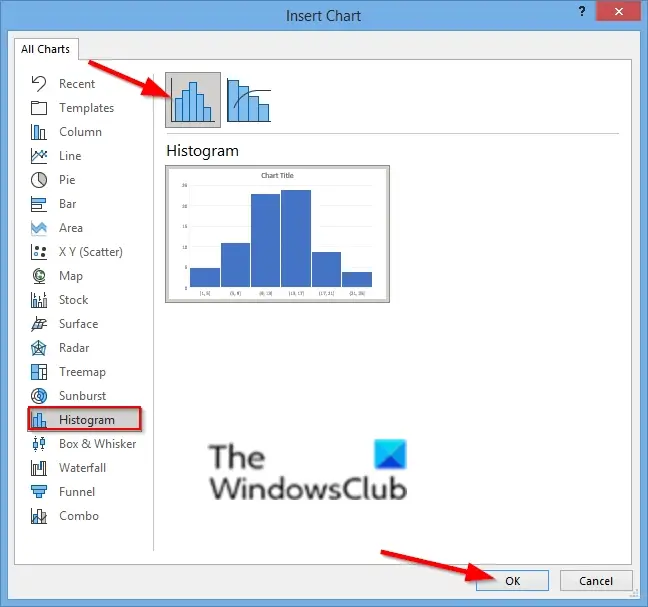 Insert Chart
?
All Charts
Recent
Templates
Column
Line
Pie
Bar
Area
X Y (Scatter)
Map
Stock
Surface
Radar
Treemap
Sunburst
Histogram
Box & Whisker
Waterfall
Funnel
Combo
Histogram
Chart Title
25
20
15
10
5
0
[1, 5] (5, 9] (9, 13] (13, 17] (17, 21] (21, 25]
The
WindowsClub
OK
Cancel